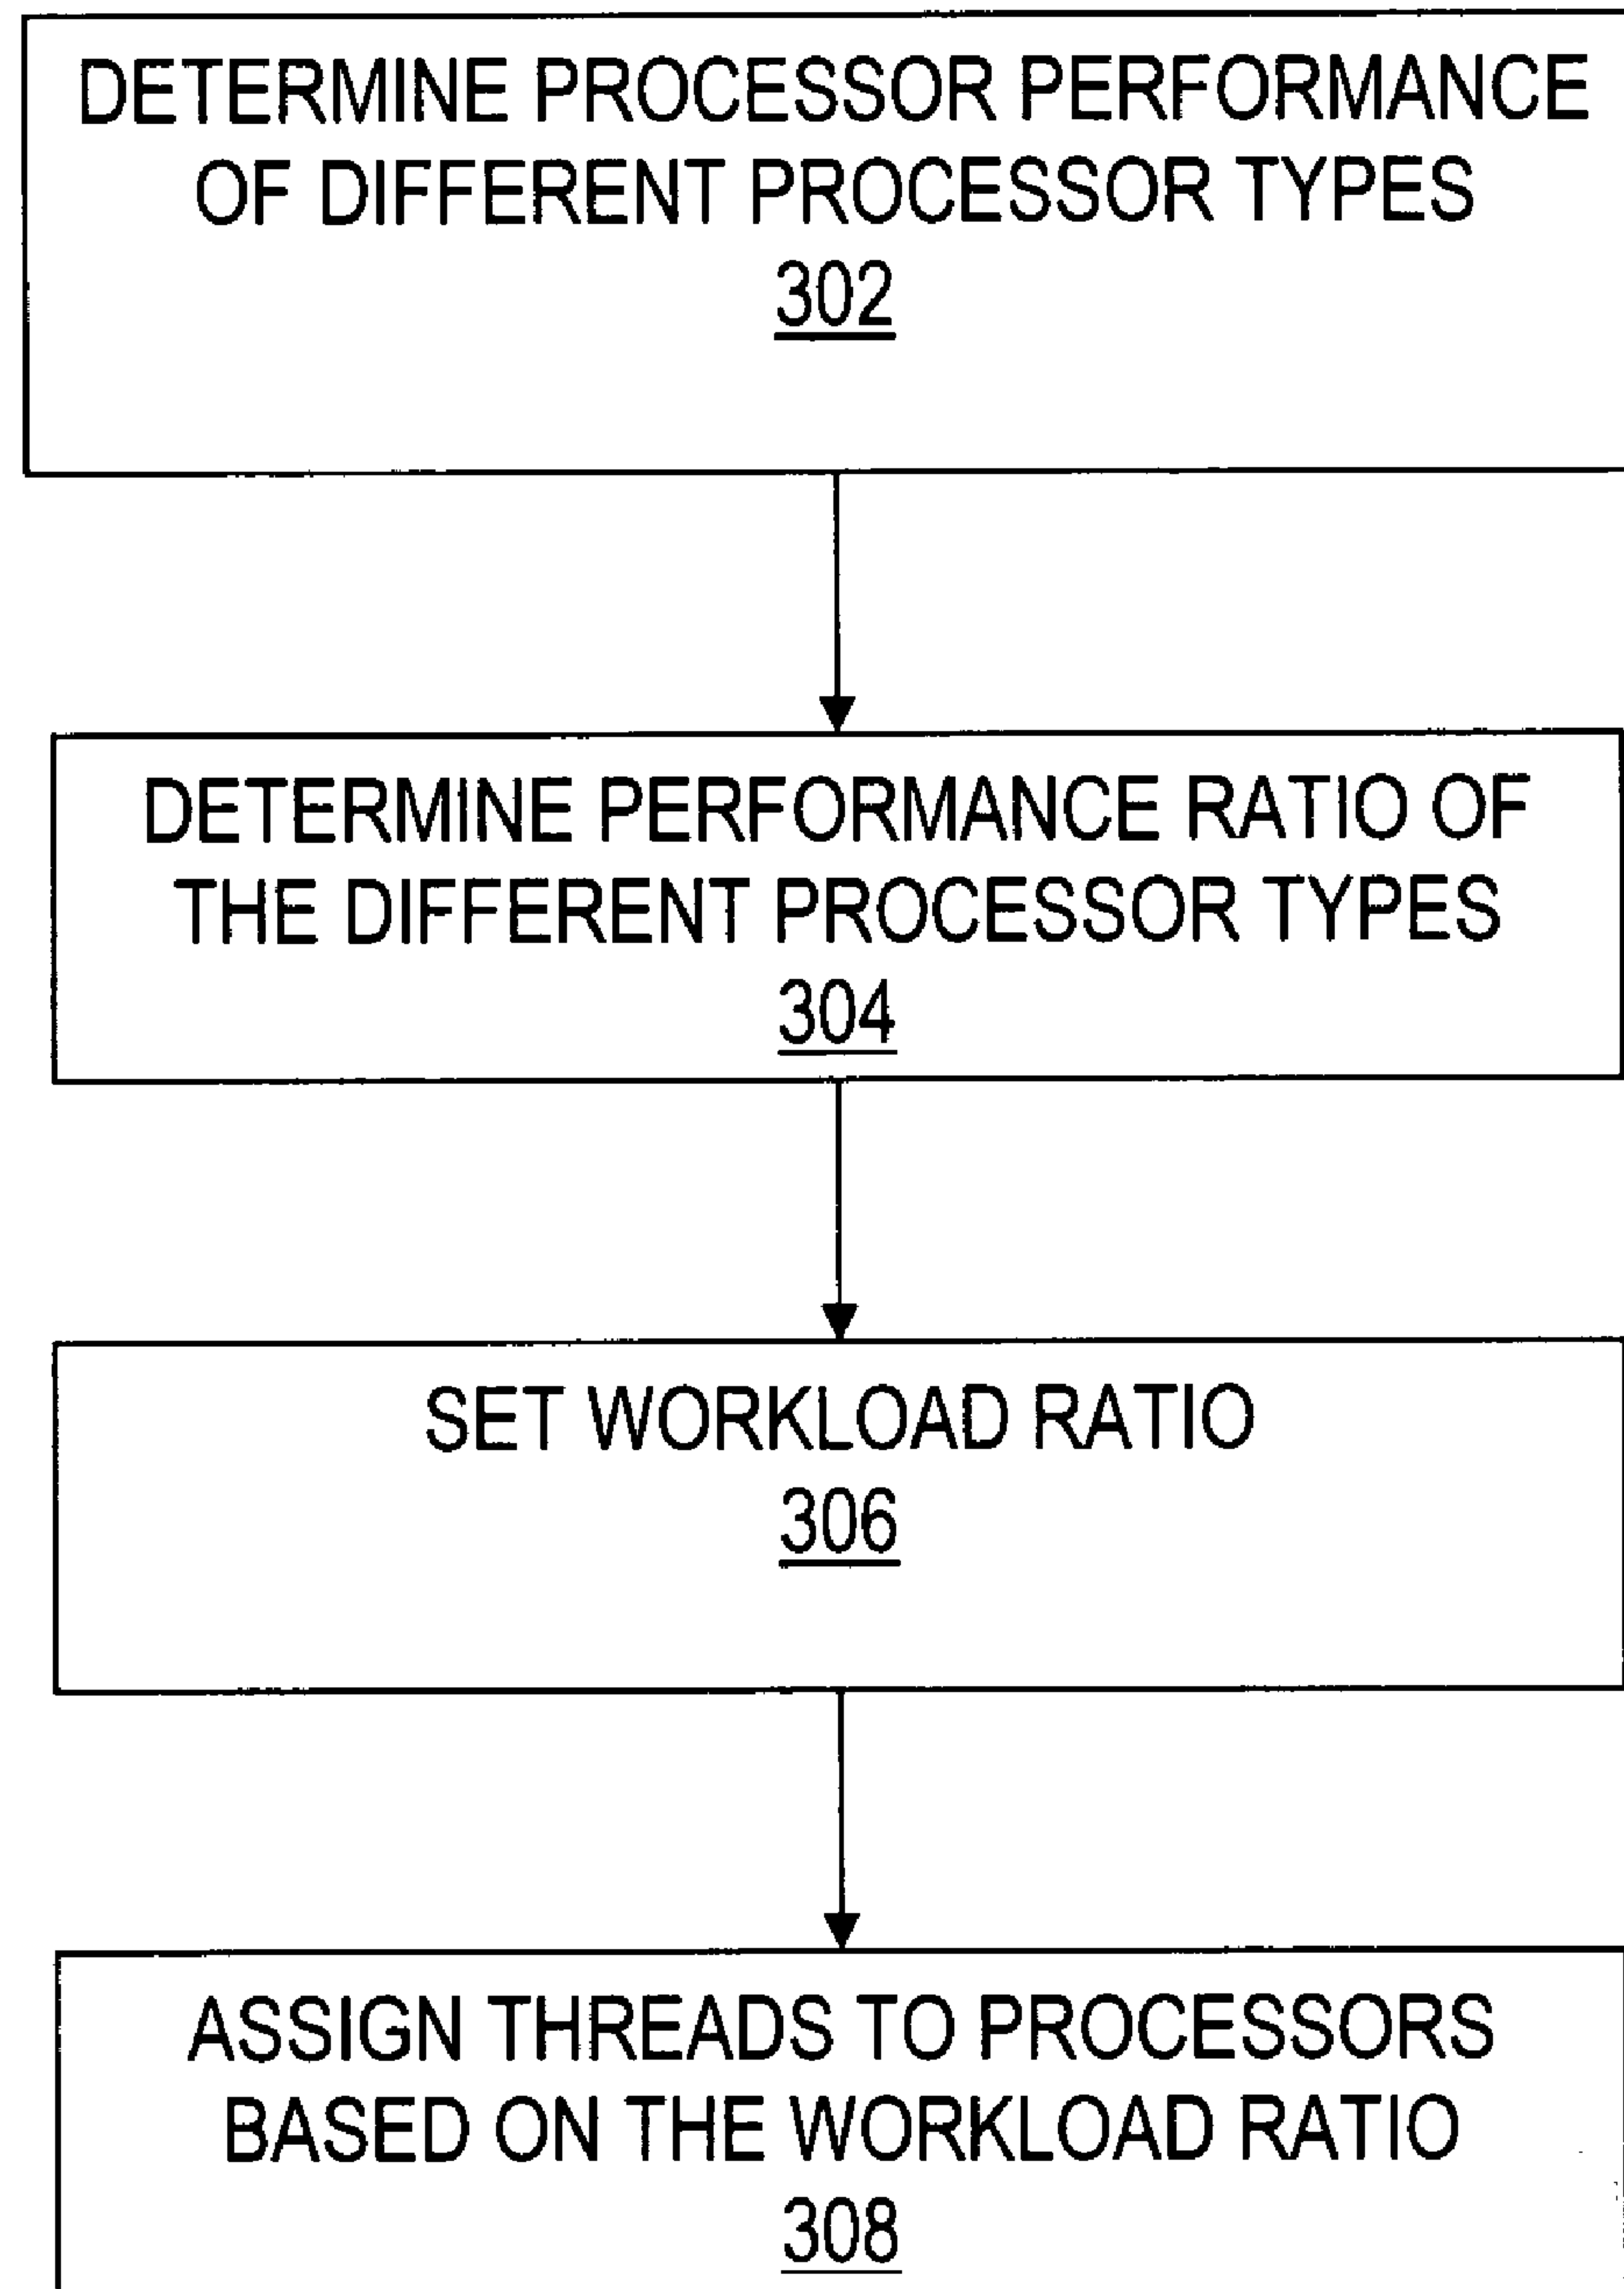 DETERMINE PROCESSOR PERFORMANCE
OF DIFFERENT PROCESSOR TYPES
302
DETERMINE PERFORMANCE RATIO OF
THE DIFFERENT PROCESSOR TYPES
304
SET WORKLOAD RATIO
306
ASSIGN THREADS TO PROCESSORS
BASED ON THE WORKLOAD RATIO
308